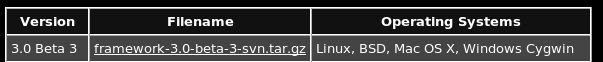 Version Filename Operating Systems
3.0 Beta 3 framework-3.0-beta-3-svn.tar.gz Linux, BSD, Mac OS X, Windows Cygwin